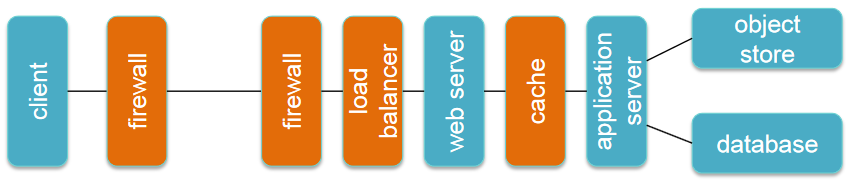 client
firewall
firewall
load
balancer
web server
cache
application
server
object
store
database